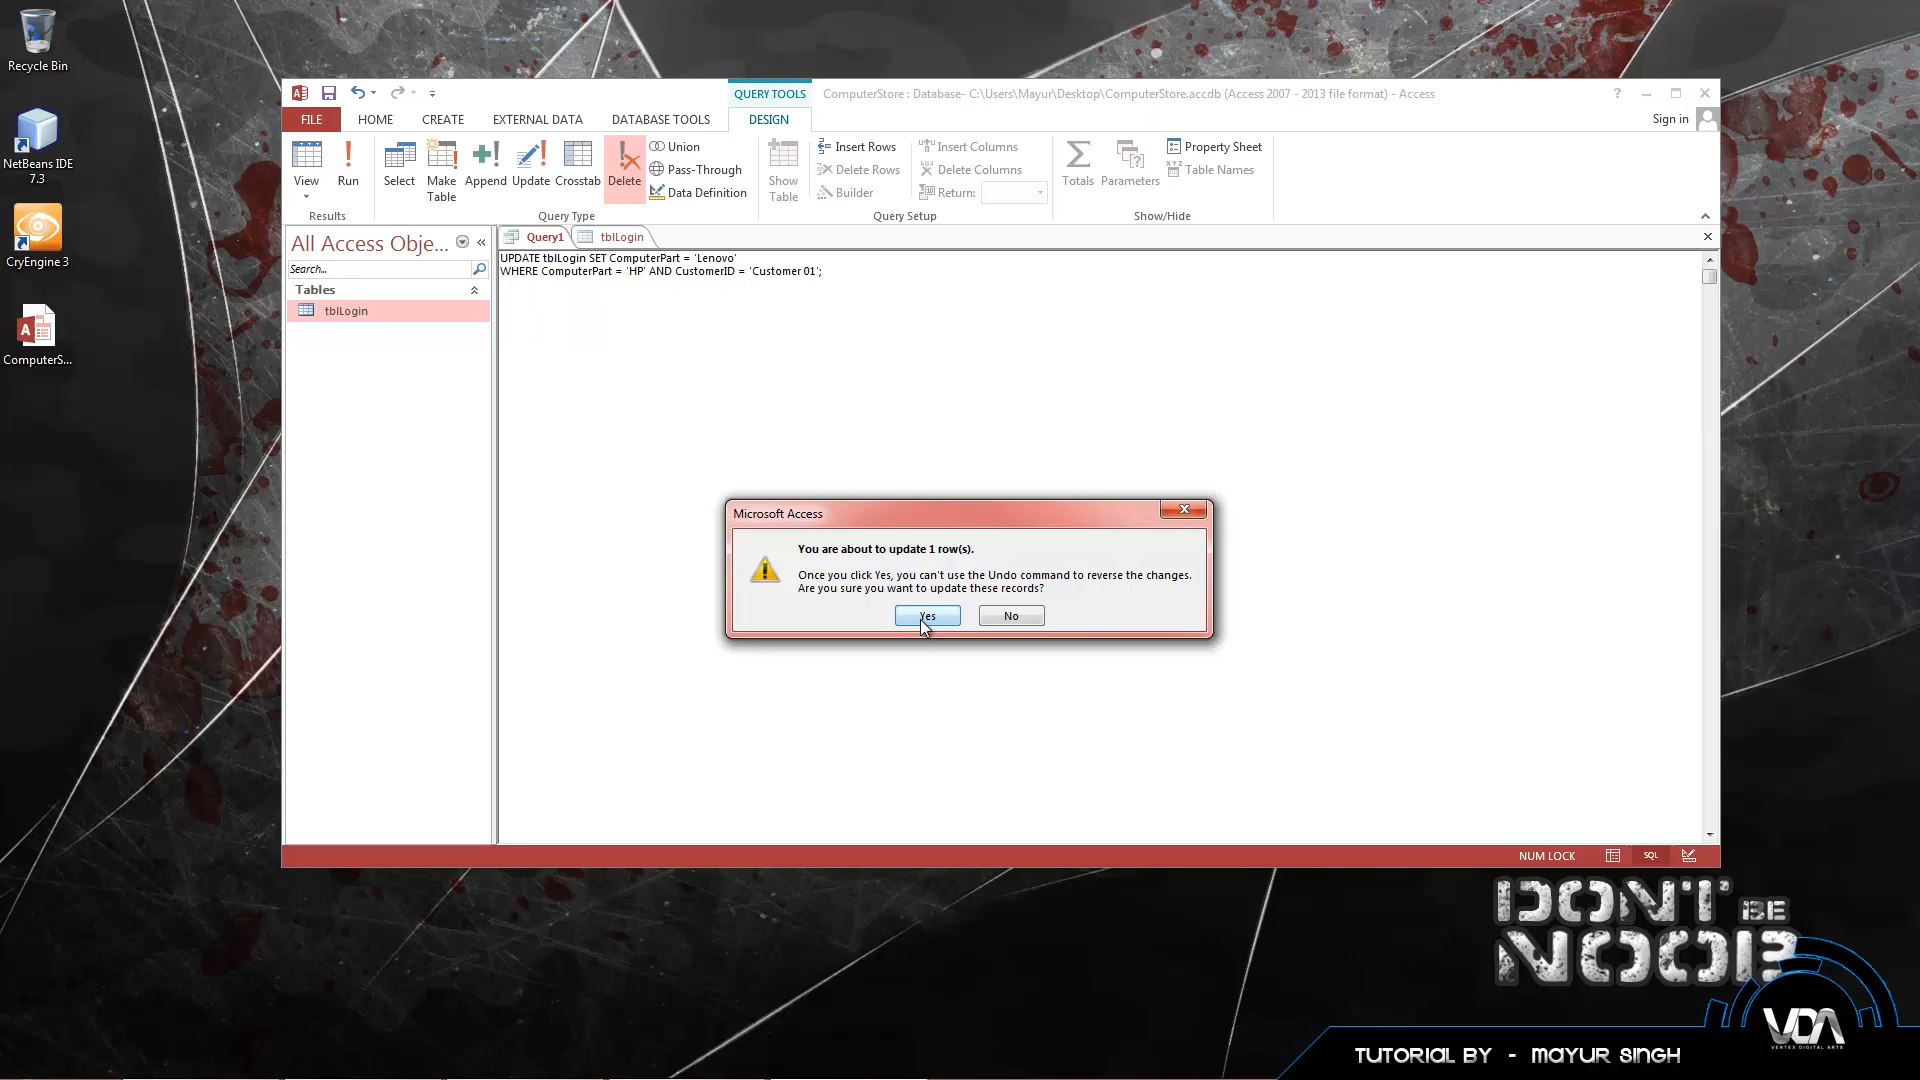 Recycle Bin
NetBeans IDE
7.3
CryEngine 3
ComputerS...
QUERY TOOLS
ComputerStore : Database- C:\Users\Mayur\Desktop\ComputerStore.accdb (Access 2007 - 2013 file format) - Access
?
FILE
HOME
CREATE
EXTERNAL DATA
DATABASE TOOLS
DESIGN
Sign in
View
Run
Results
Select
Make
Table
Append
Update
Crosstab
Delete
Union
Pass-Through
Data Definition
Query Type
Show
Table
Insert Rows
Delete Rows
Builder
Insert Columns
Delete Columns
Return:
Query Setup
Totals
Parameters
Property Sheet
Table Names
Show/Hide
All Access Obje...
Search...
Tables
tblLogin
Query1
tblLogin
UPDATE tblLogin SET ComputerPart = 'Lenovo'
WHERE ComputerPart = 'HP' AND CustomerID = 'Customer 01';
Microsoft Access
You are about to update 1 row(s).
Once you click Yes, you can't use the Undo command to reverse the changes.
Are you sure you want to update these records?
Yes
No
NUM LOCK
SQL
DONT BE
NOOB
VDA
VERTEX DIGITAL ARTS
TUTORIAL BY - MAYUR SINGH